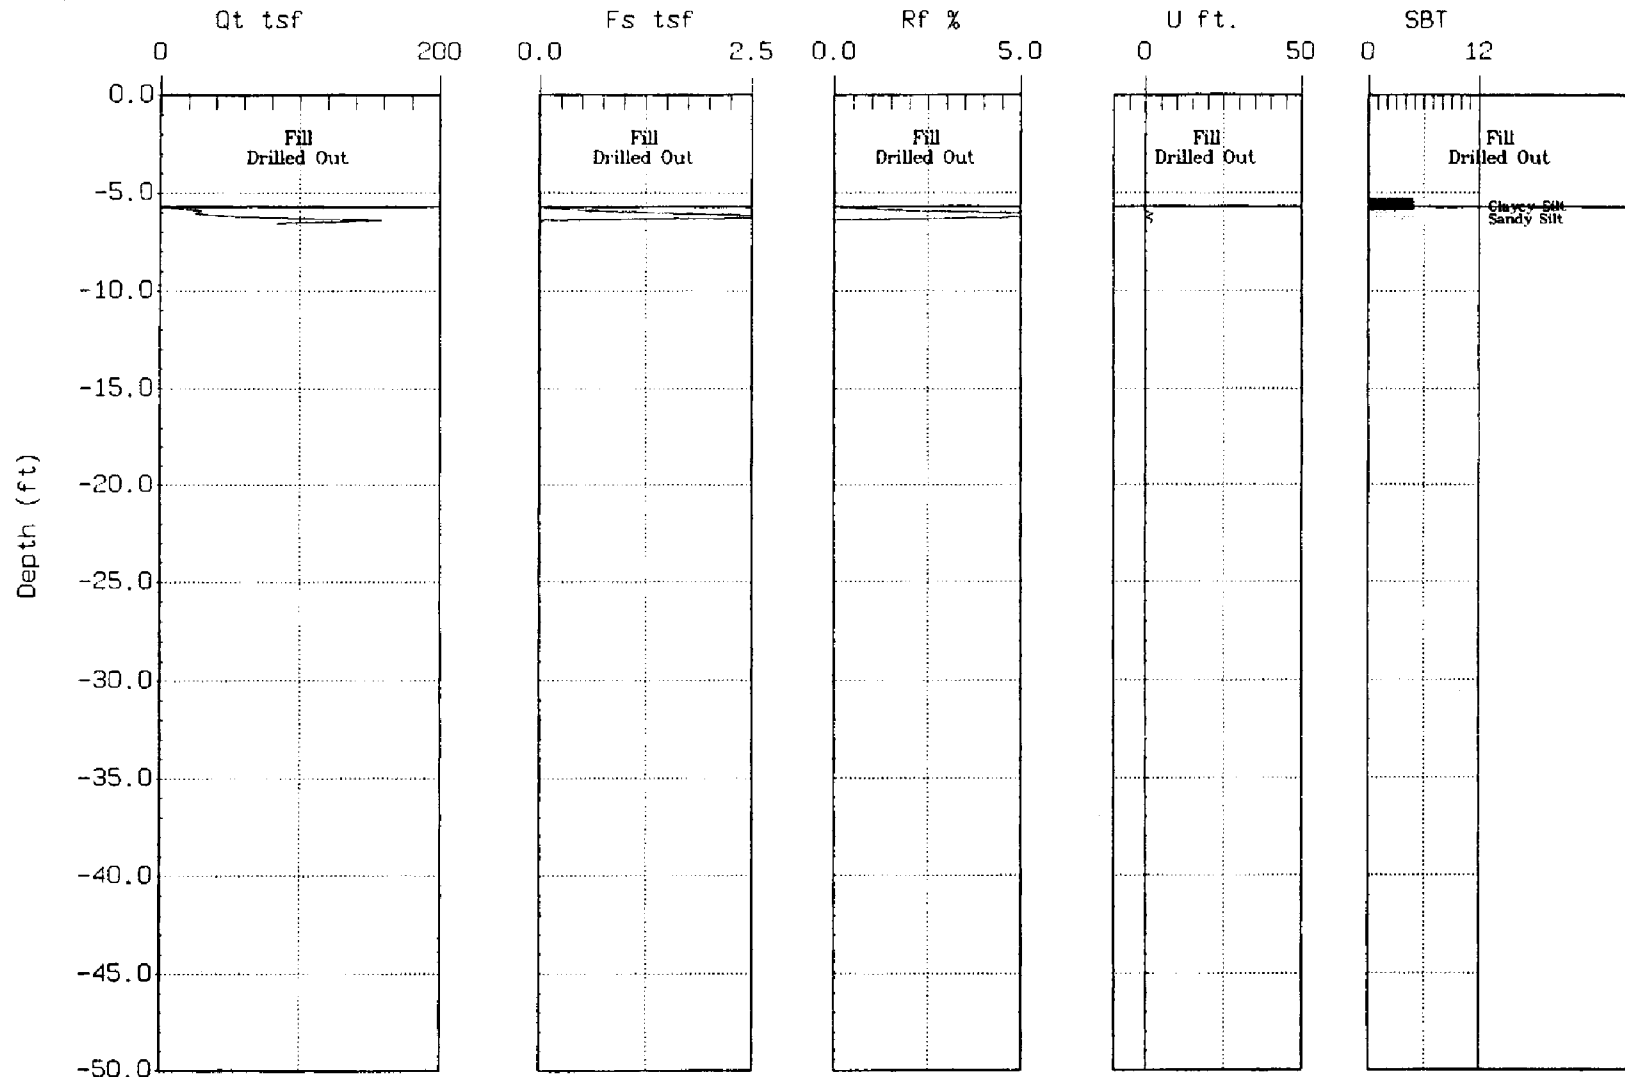 Qt tsf Fs tsf Rf % U ft. SBT
0 200 0.0 2.5 0.0 5.0 0 50 0 12
0.0
Fill Fill Fill Fill Fill
Drilled Out Drilled Out Drilled Out Drilled Out Drilled Out
-5.0
Clayey Silt
Sandy Silt
-10.0
-15.0
-20.0
Depth (ft)
-25.0
-30.0
-35.0
-40.0
-45.0
-50.0